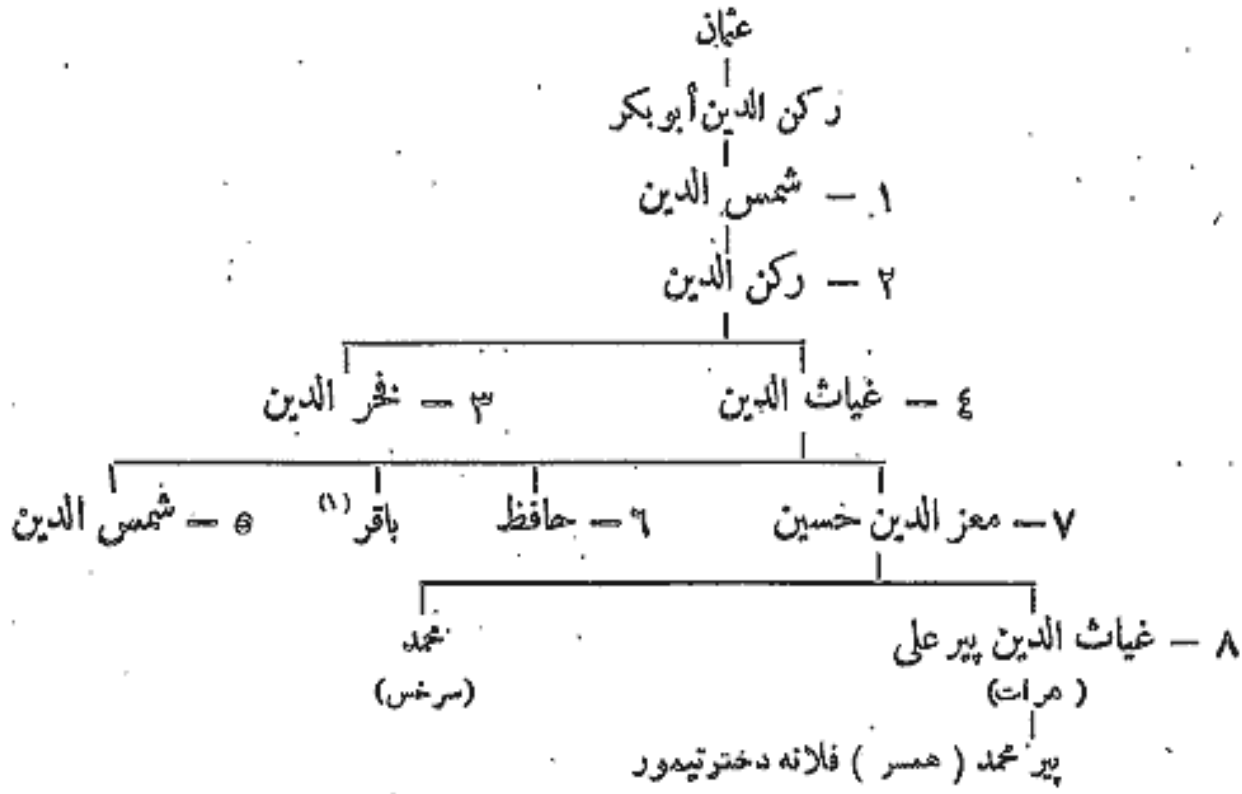 عثمان
ركن الدين أبو بكر
١ – شمس الدين
٢ – ركن الدين
٤ – غياث الدين ٣ – فخر الدين
٧ – معز الدين حسين ٦ – حافظ باقر (١) ٥ – شمس الدين
٨ – غياث الدين پير على محمد
(هرات) (سرخس)
پير محمد ( همسر ) فلانه دختر تيمور